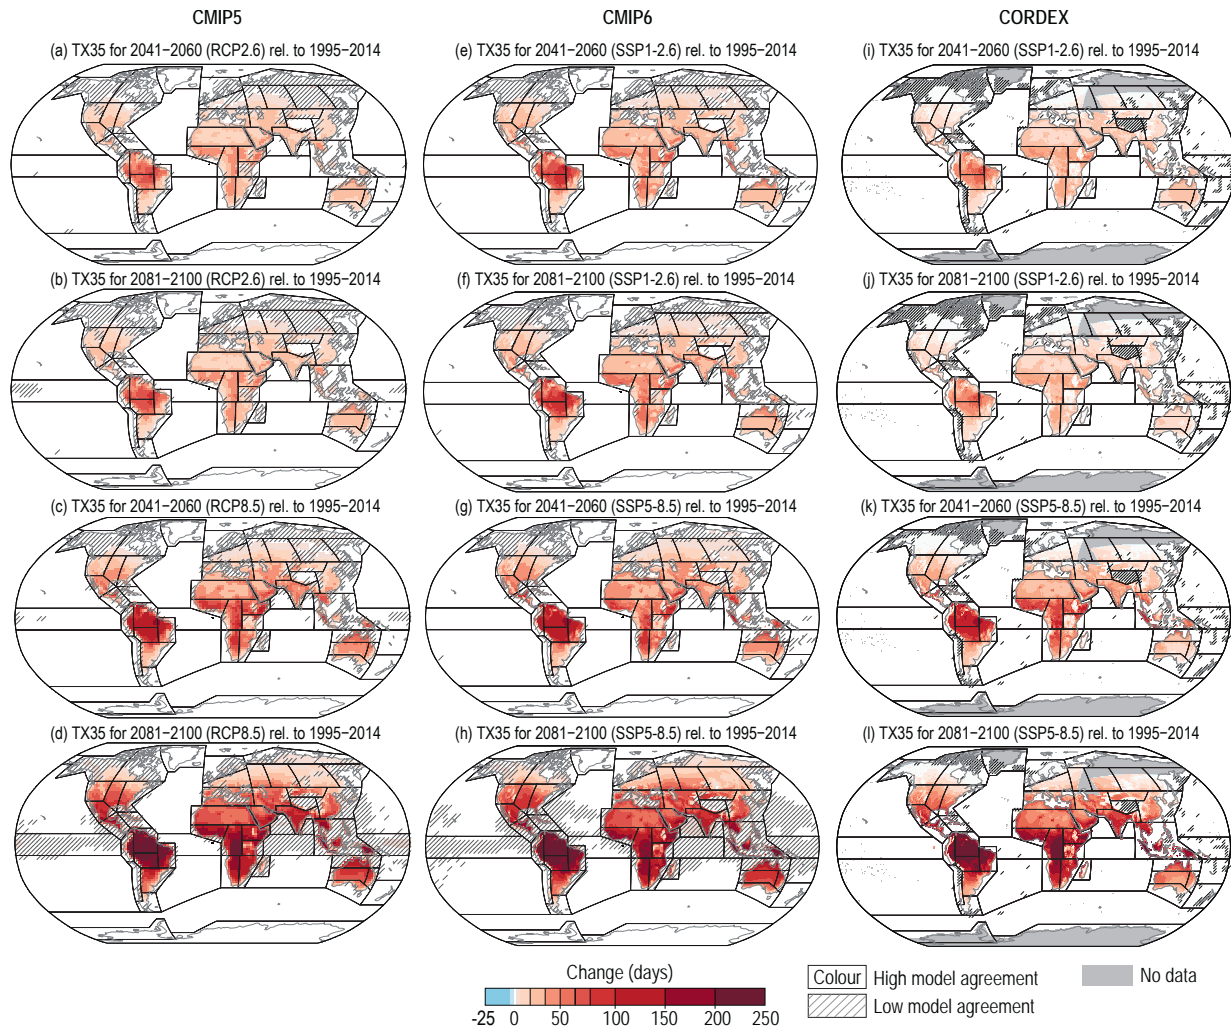 CMIP5
CMIP6
CORDEX
(a) TX35 for 2041−2060 (RCP2.6) rel. to 1995−2014
(e) TX35 for 2041−2060 (SSP1-2.6) rel. to 1995−2014
(i) TX35 for 2041−2060 (SSP1-2.6) rel. to 1995−2014
(b) TX35 for 2081−2100 (RCP2.6) rel. to 1995−2014
(f) TX35 for 2081−2100 (SSP1-2.6) rel. to 1995−2014
(j) TX35 for 2081−2100 (SSP1-2.6) rel. to 1995−2014
(c) TX35 for 2041−2060 (RCP8.5) rel. to 1995−2014
(g) TX35 for 2041−2060 (SSP5-8.5) rel. to 1995−2014
(k) TX35 for 2041−2060 (SSP5-8.5) rel. to 1995−2014
(d) TX35 for 2081−2100 (RCP8.5) rel. to 1995−2014
(h) TX35 for 2081−2100 (SSP5-8.5) rel. to 1995−2014
(l) TX35 for 2081−2100 (SSP5-8.5) rel. to 1995−2014
Change (days)
-25 0 50 100 150 200 250
Colour High model agreement
Low model agreement
No data